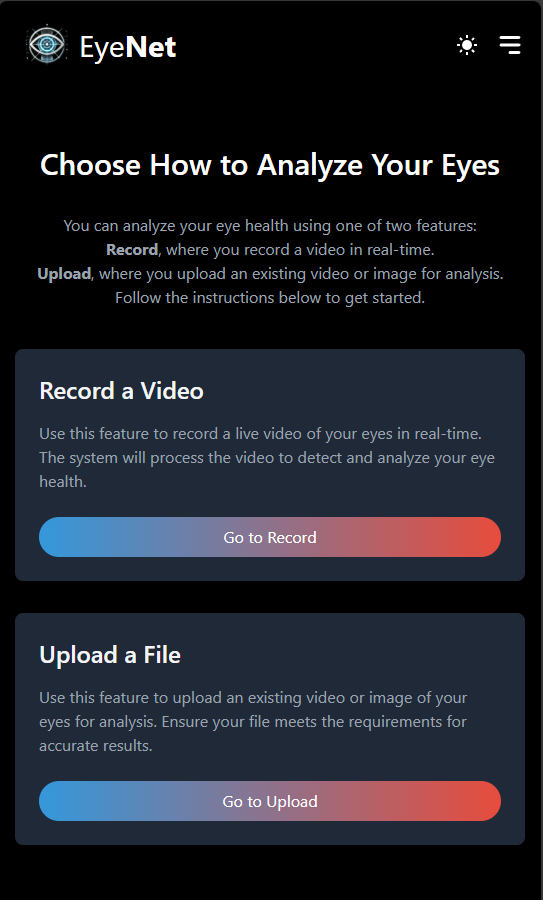 EyeNet
Choose How to Analyze Your Eyes
You can analyze your eye health using one of two features:
Record, where you record a video in real-time.
Upload, where you upload an existing video or image for analysis.
Follow the instructions below to get started.
Record a Video
Use this feature to record a live video of your eyes in real-time.
The system will process the video to detect and analyze your eye
health.
Go to Record
Upload a File
Use this feature to upload an existing video or image of your
eyes for analysis. Ensure your file meets the requirements for
accurate results.
Go to Upload